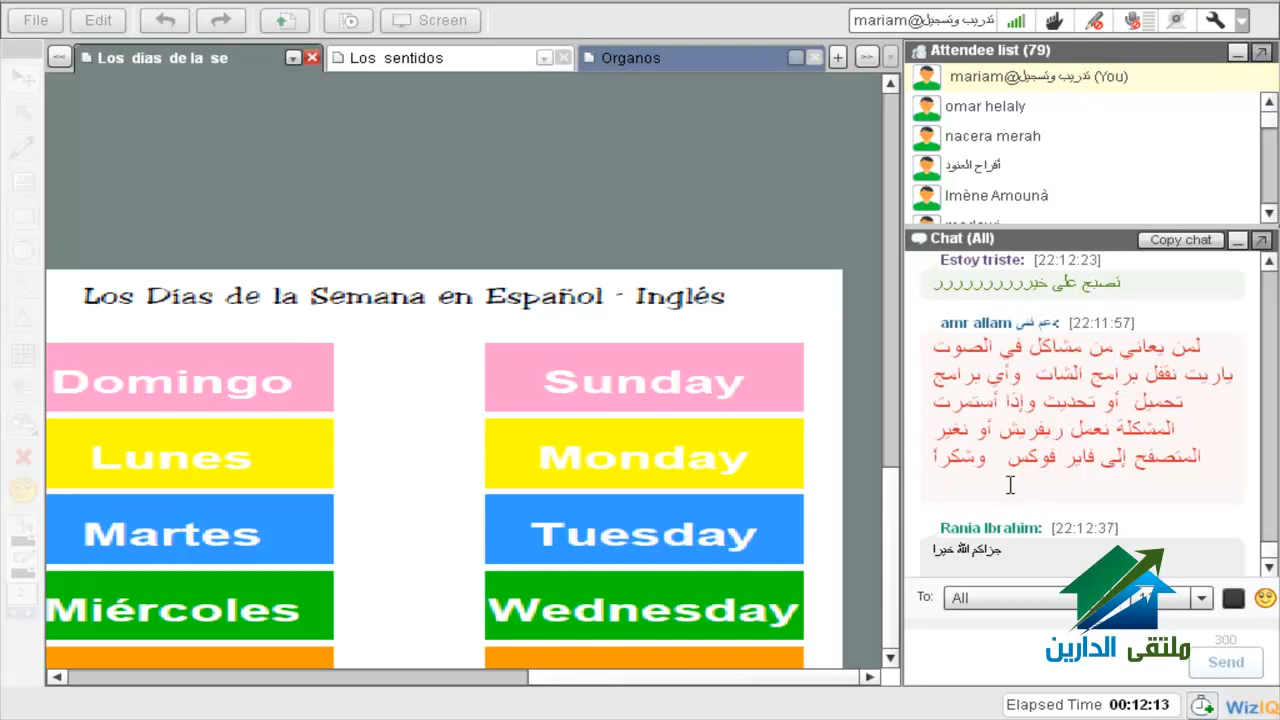 File
Edit
Screen
mariam@تدريب وتسجيل
Los dias de la se
Los sentidos
Organos
Attendee list (79)
mariam@تدريب وتسجيل (You)
omar helaly
nacera merah
أفراح العنود
Imène Amounà
Chat (All)
Copy chat
Estoy triste: [22:12:23]
تصبح على خيررررررررررر
amr allam دعم فنى: [22:11:57]
لمن يعاني من مشاكل في الصوت
ياريت نقفل برامج الشات وأي برامج
تحميل أو تحديث وإذا أستمرت
المشكلة نعمل ريفريش أو نغير
المتصفح إلى فاير فوكس وشكرا
Rania Ibrahim: [22:12:37]
جزاكم الله خيرا
To:
All
300
Send
ملتقى الدارين
Los Días de la Semana en Español - Inglés
Domingo
Sunday
Lunes
Monday
Martes
Tuesday
Miércoles
Wednesday
2
Elapsed Time 00:12:13
WizIQ